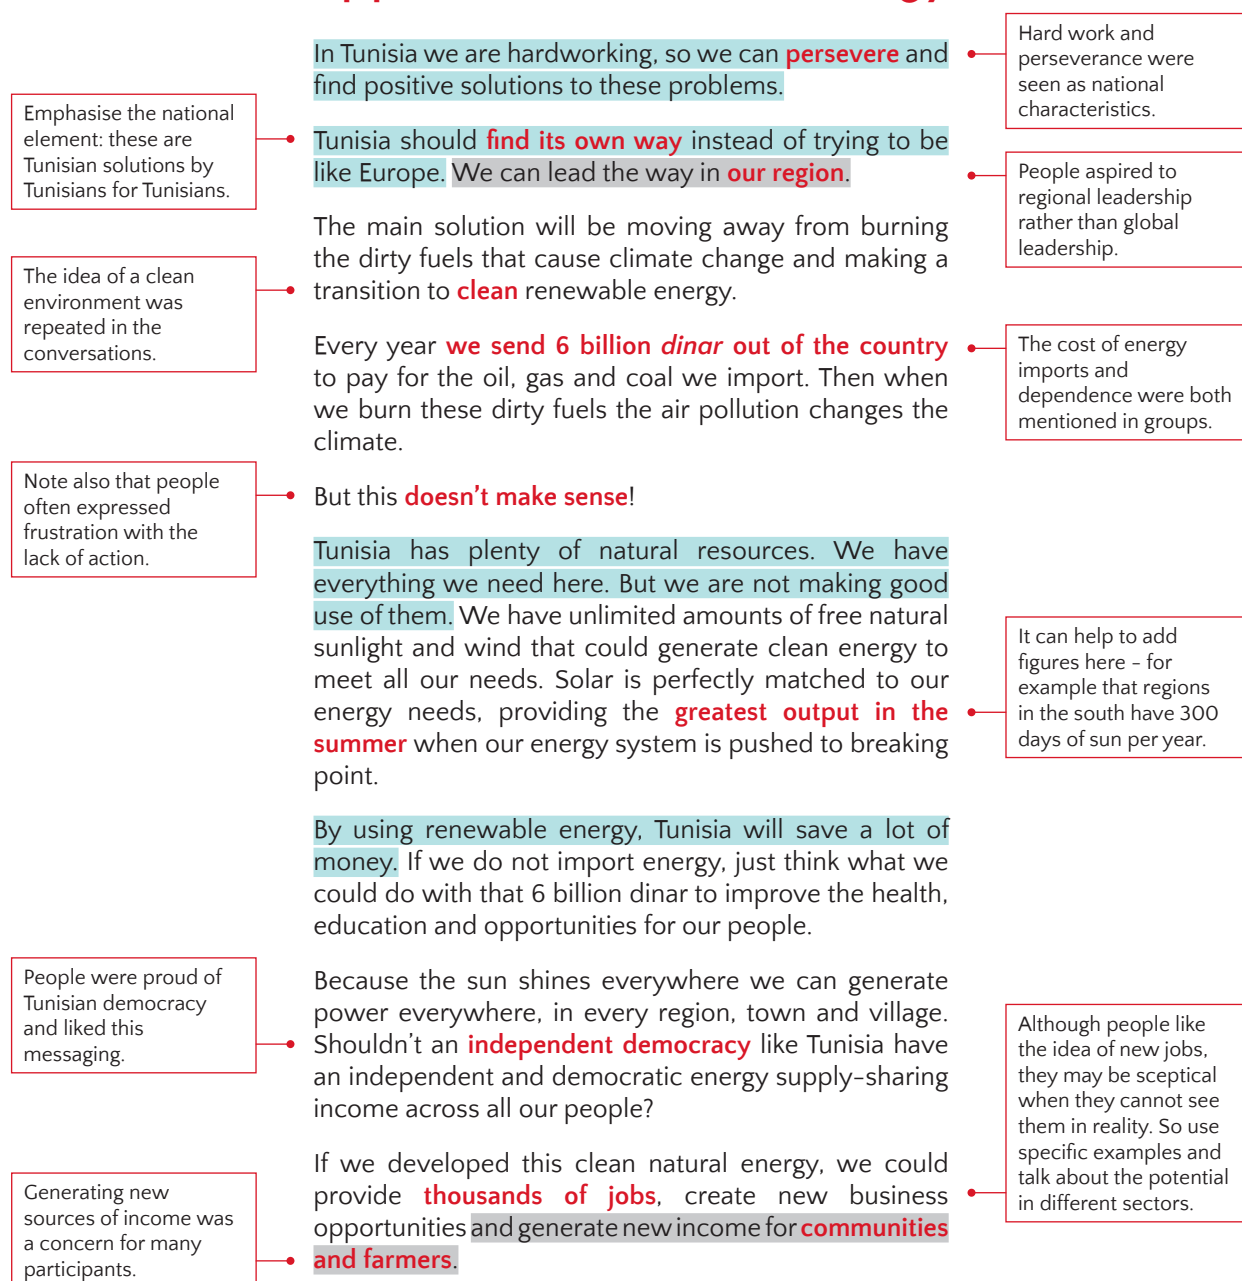 In Tunisia we are hardworking, so we can persevere and
find positive solutions to these problems.
Hard work and
perseverance were
seen as national
characteristics.
Emphasise the national
element: these are
Tunisian solutions by
Tunisians for Tunisians.
Tunisia should find its own way instead of trying to be
like Europe. We can lead the way in our region.
People aspired to
regional leadership
rather than global
leadership.
The main solution will be moving away from burning
the dirty fuels that cause climate change and making a
transition to clean renewable energy.
The idea of a clean
environment was
repeated in the
conversations.
Every year we send 6 billion dinar out of the country
to pay for the oil, gas and coal we import. Then when
we burn these dirty fuels the air pollution changes the
climate.
The cost of energy
imports and
dependence were both
mentioned in groups.
Note also that people
often expressed
frustration with the
lack of action.
But this doesn't make sense!
Tunisia has plenty of natural resources. We have
everything we need here. But we are not making good
use of them. We have unlimited amounts of free natural
sunlight and wind that could generate clean energy to
meet all our needs. Solar is perfectly matched to our
energy needs, providing the greatest output in the
summer when our energy system is pushed to breaking
point.
It can help to add
figures here – for
example that regions
in the south have 300
days of sun per year.
By using renewable energy, Tunisia will save a lot of
money. If we do not import energy, just think what we
could do with that 6 billion dinar to improve the health,
education and opportunities for our people.
People were proud of
Tunisian democracy
and liked this
messaging.
Because the sun shines everywhere we can generate
power everywhere, in every region, town and village.
Shouldn't an independent democracy like Tunisia have
an independent and democratic energy supply-sharing
income across all our people?
Although people like
the idea of new jobs,
they may be sceptical
when they cannot see
them in reality. So use
specific examples and
talk about the potential
in different sectors.
If we developed this clean natural energy, we could
provide thousands of jobs, create new business
opportunities and generate new income for communities
and farmers.
Generating new
sources of income was
a concern for many
participants.